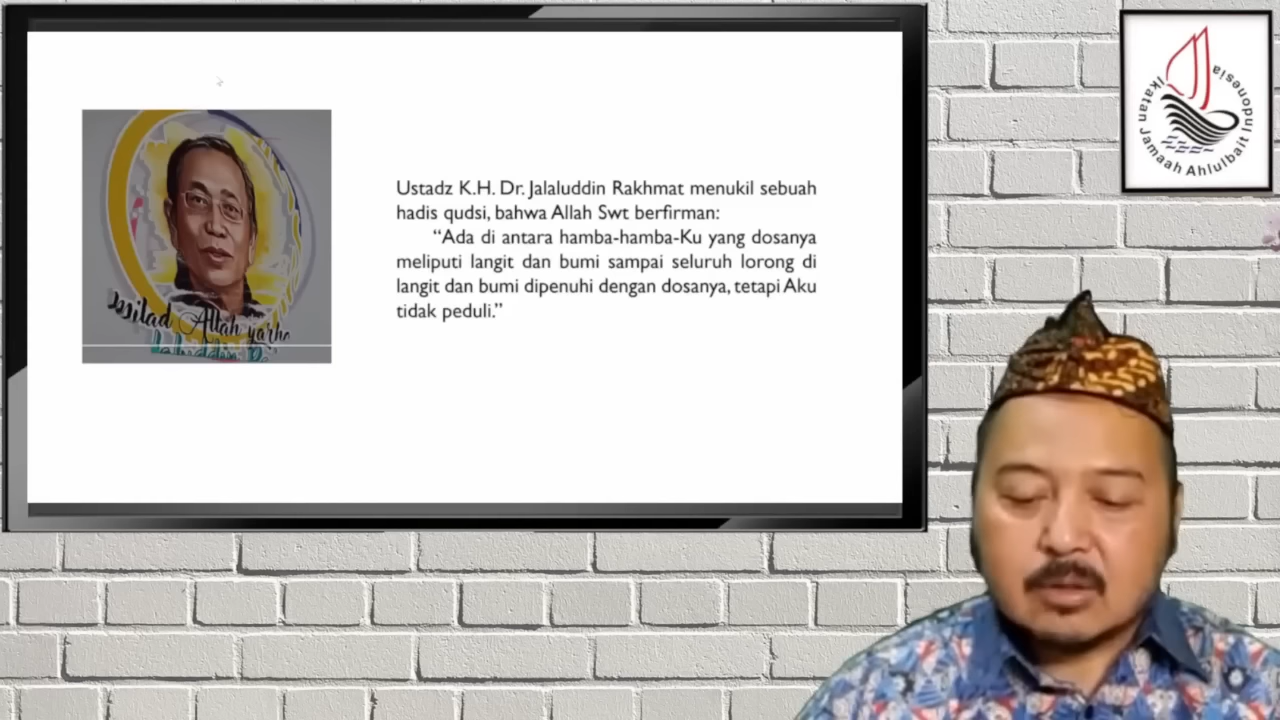 Ustadz K.H. Dr. Jalaluddin Rakhmat menukil sebuah
hadis qudsi, bahwa Allah Swt berfirman:
“Ada di antara hamba-hamba-Ku yang dosanya
meliputi langit dan bumi sampai seluruh lorong di
langit dan bumi dipenuhi dengan dosanya, tetapi Aku
tidak peduli.”
Milad Allah yarha
Ikatan Jamaah Ahlulbait Indonesia